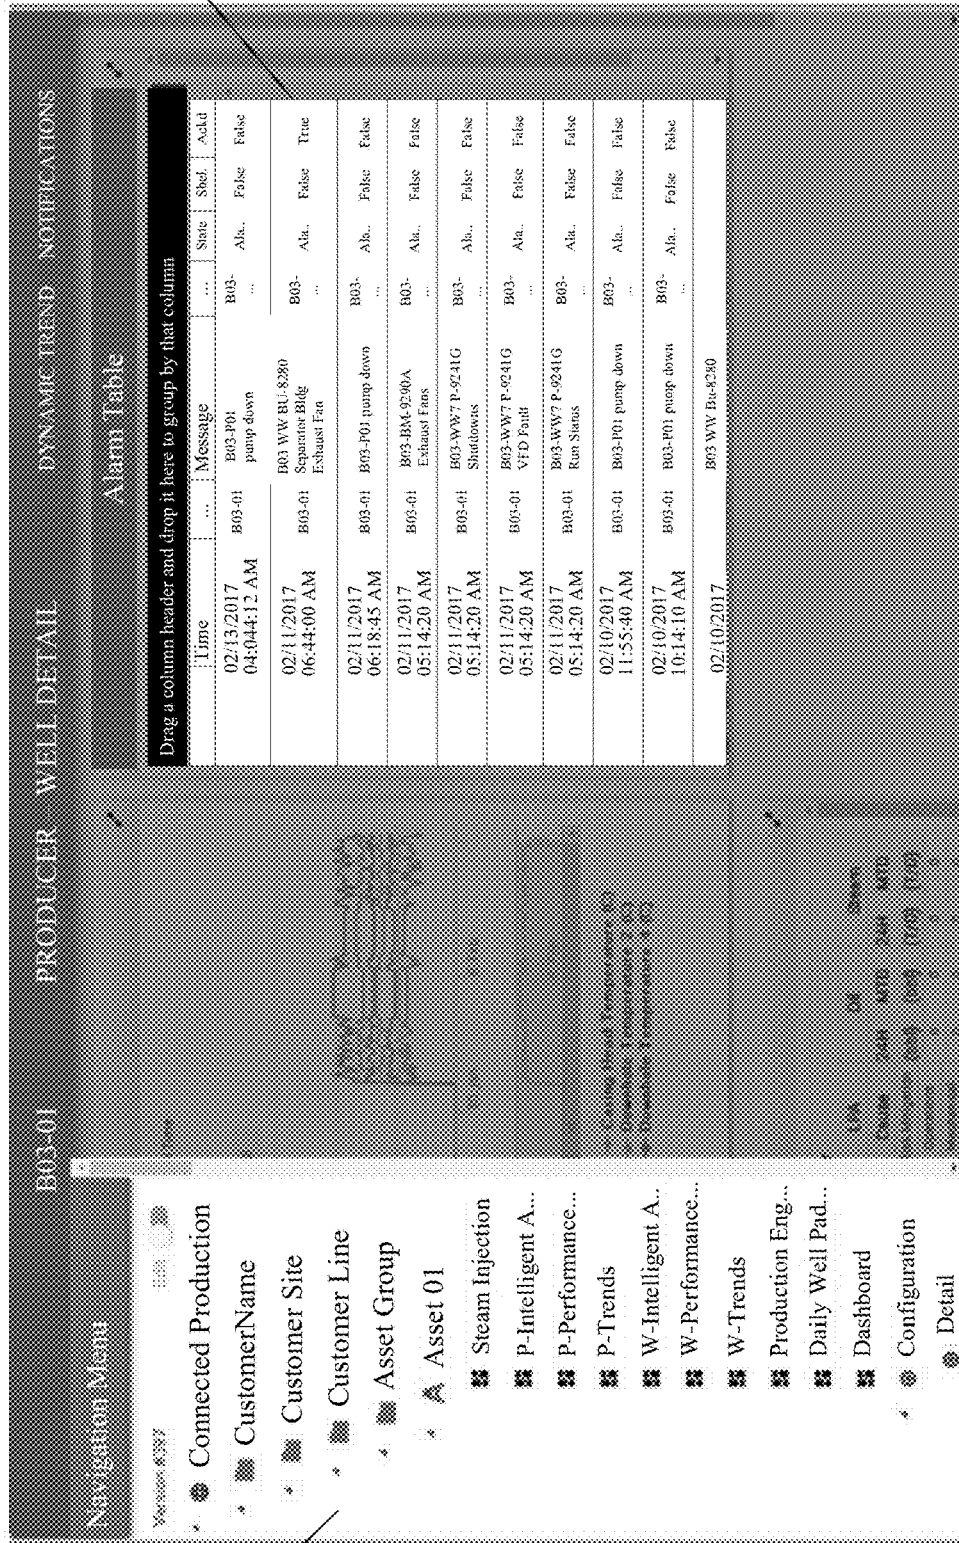 B03-01 PRODUCER - WELL DETAIL DYNAMIC TREND NOTIFICATIONS
Navigation Menu
Version 8.397
Connected Production
CustomerName
Customer Site
Customer Line
Asset Group
Asset 01
Steam Injection
P-Intelligent A...
P-Performance...
P-Trends
W-Intelligent A..
W-Performance...
W-Trends
Production Eng...
Daily Well Pad...
Dashboard
Configuration
Detail
Alam Table
Drag a column header and drop it here to group by that column
Time ... Message ... State Shel. Ackd
02/13/2017 B03-P01 B03-
04:044:12 AM B03-01 pump down ... Ala.. False False
B03 WW BU-8280
02/11/2017 Separator Bldg B03-
06:44:00 AM B03-01 Exhaust Fan ... Ala.. False True
02/11/2017 B03-
06:18:45 AM B03-01 B03-P01 pump down ... Ala.. False False
02/11/2017 B03-BM-9290A B03-
05:14:20 AM B03-01 Exhaust Fans ... Ala.. False False
02/11/2017 B03-WW7 P-9241G B03-
05:14:20 AM B03-01 Shutdowns ... Ala.. False False
02/11/2017 B03-WW7 P-9241G B03-
05:14:20 AM B03-01 VFD Fault ... Ala.. False False
02/11/2017 B03-WW7 P-9241G B03-
05:14:20 AM B03-01 Run Status ... Ala.. False False
02/10/2017 B03-
11:55:40 AM B03-01 B03-P01 pump down ... Ala.. False False
02/10/2017 B03-
10:14:10 AM B03-01 B03-P01 pump down ... Ala.. False False
02/10/2017 B03 WW Bu-8280
Casing Head Temperature